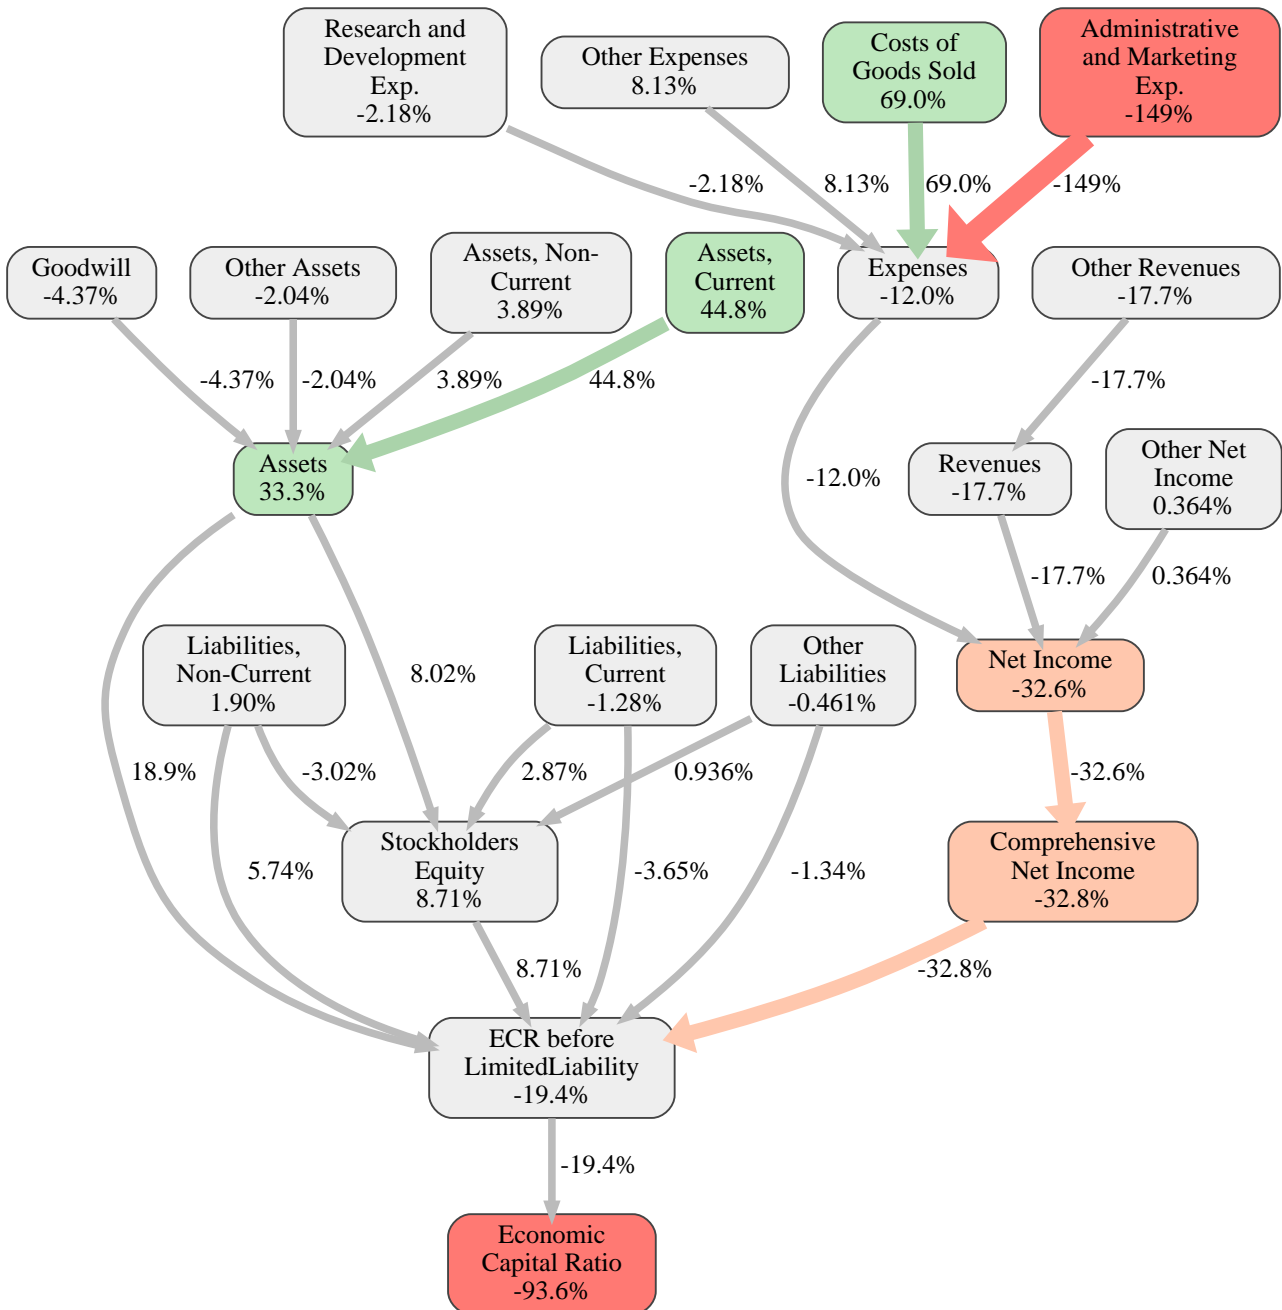 Research and
Development
Exp.
-2.18%
Other Expenses
8.13%
Costs of
Goods Sold
69.0%
Administrative
and Marketing
Exp.
-149%
-2.18%
8.13%
69.0%
-149%
Goodwill
-4.37%
Other Assets
-2.04%
Assets, Non-
Current
3.89%
Assets,
Current
44.8%
Expenses
-12.0%
Other Revenues
-17.7%
-4.37%
-2.04%
3.89%
44.8%
-17.7%
Assets
33.3%
-12.0%
Revenues
-17.7%
Other Net
Income
0.364%
-17.7%
0.364%
Liabilities,
Non-Current
1.90%
8.02%
Liabilities,
Current
-1.28%
Other
Liabilities
-0.461%
Net Income
-32.6%
18.9%
-3.02%
2.87%
0.936%
-32.6%
Stockholders
Equity
8.71%
5.74%
-3.65%
-1.34%
Comprehensive
Net Income
-32.8%
8.71%
-32.8%
ECR before
LimitedLiability
-19.4%
-19.4%
Economic
Capital Ratio
-93.6%